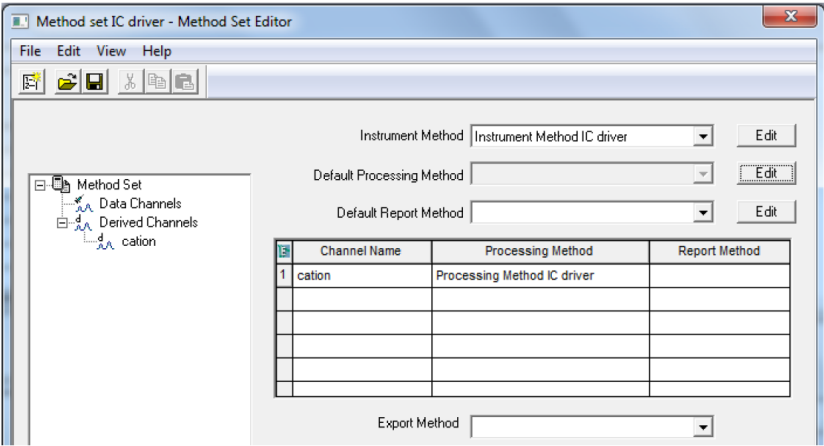 Method set IC driver - Method Set Editor
File Edit View Help
Instrument Method Instrument Method IC driver Edit
Default Processing Method Edit
Default Report Method Edit
Method Set
Data Channels
Derived Channels
cation
Channel Name Processing Method Report Method
1 cation Processing Method IC driver
Export Method